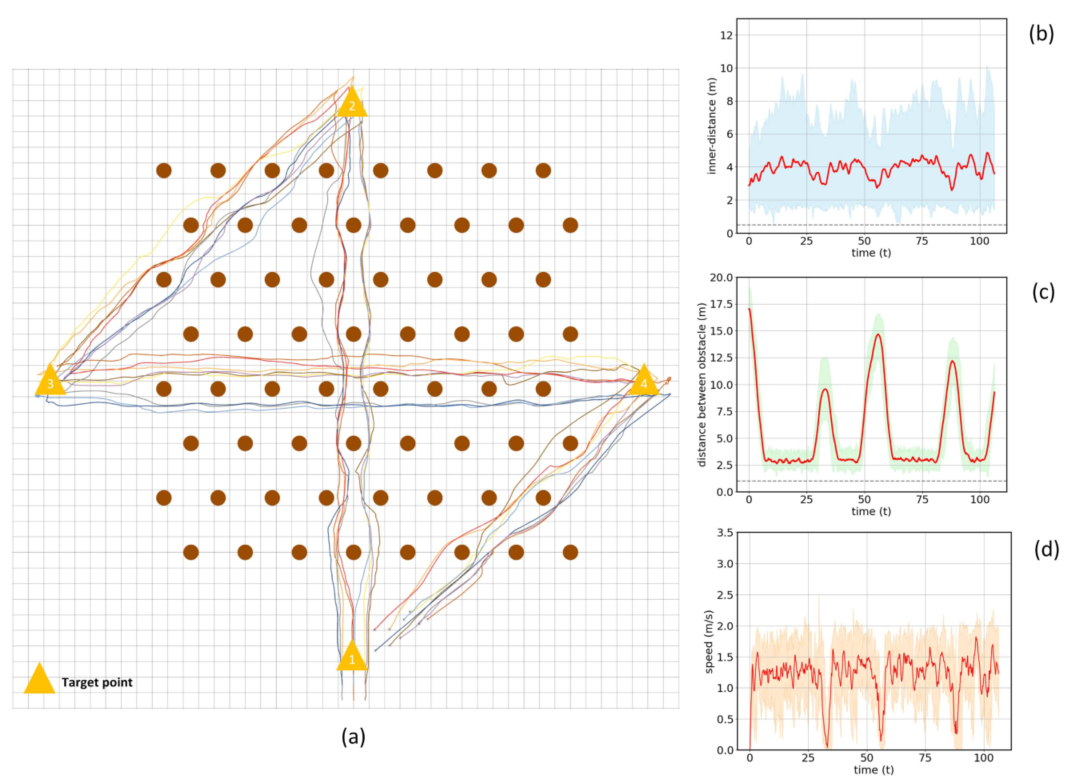 2
3
4
1
Target point
(a)
(b)
12
10
8
6
4
2
0
inner-distance (m)
0 25 50 75 100
time (t)
(c)
20.0
17.5
15.0
12.5
10.0
7.5
5.0
2.5
0.0
distance between obstacle (m)
0 25 50 75 100
time (t)
(d)
3.5
3.0
2.5
2.0
1.5
1.0
0.5
0.0
speed (m/s)
0 25 50 75 100
time (t)